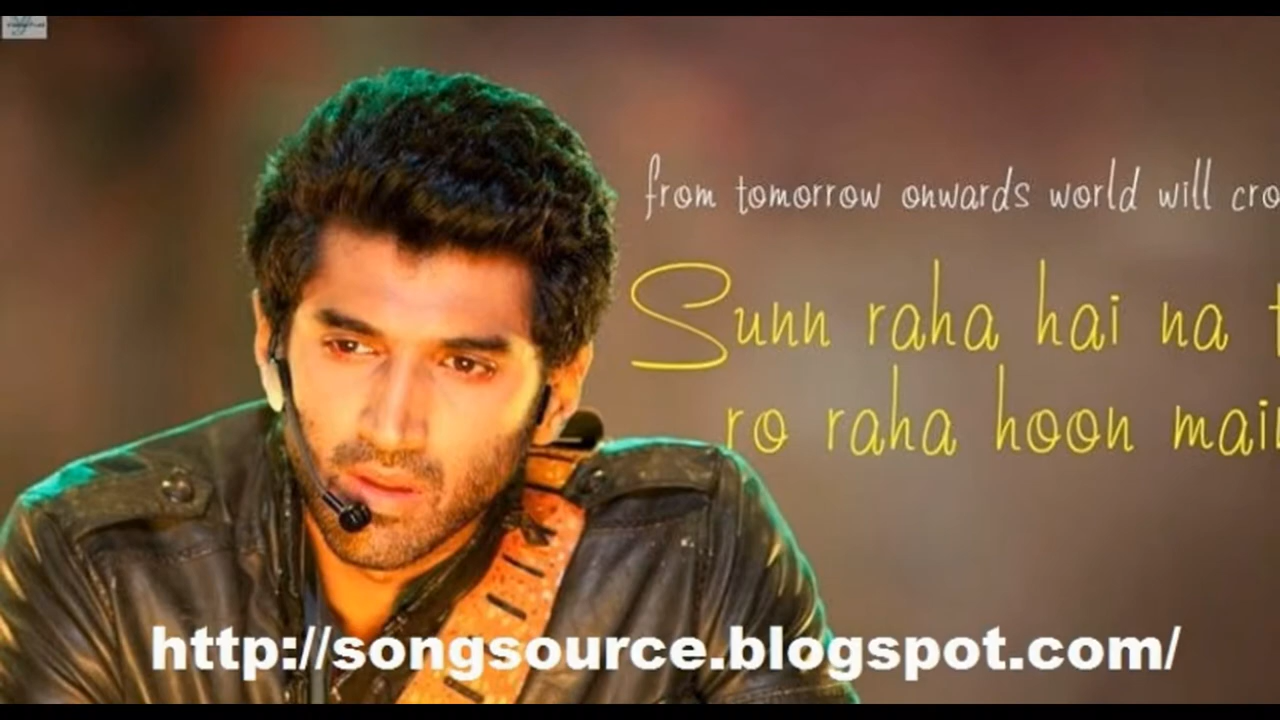 from tomorrow onwards world will
Sunn raha hai na
ro raha hoon
http://songsource.blogspot.com/